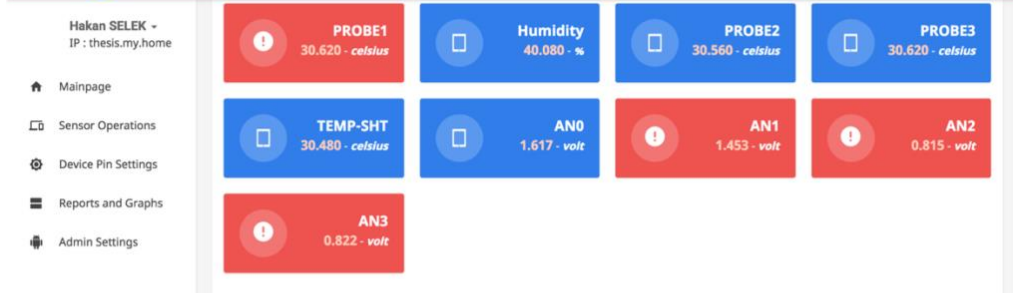 Hakan SELEK
IP : thesis.my.home
Mainpage
Sensor Operations
Device Pin Settings
Reports and Graphs
Admin Settings
PROBE1
30.620 - celsius
Humidity
40.080 - %
PROBE2
30.560 - celsius
PROBE3
30.620 - celsius
TEMP-SHT
30.480 - celsius
AN0
1.617 - volt
AN1
1.453 - volt
AN2
0.815 - volt
AN3
0.822 - volt